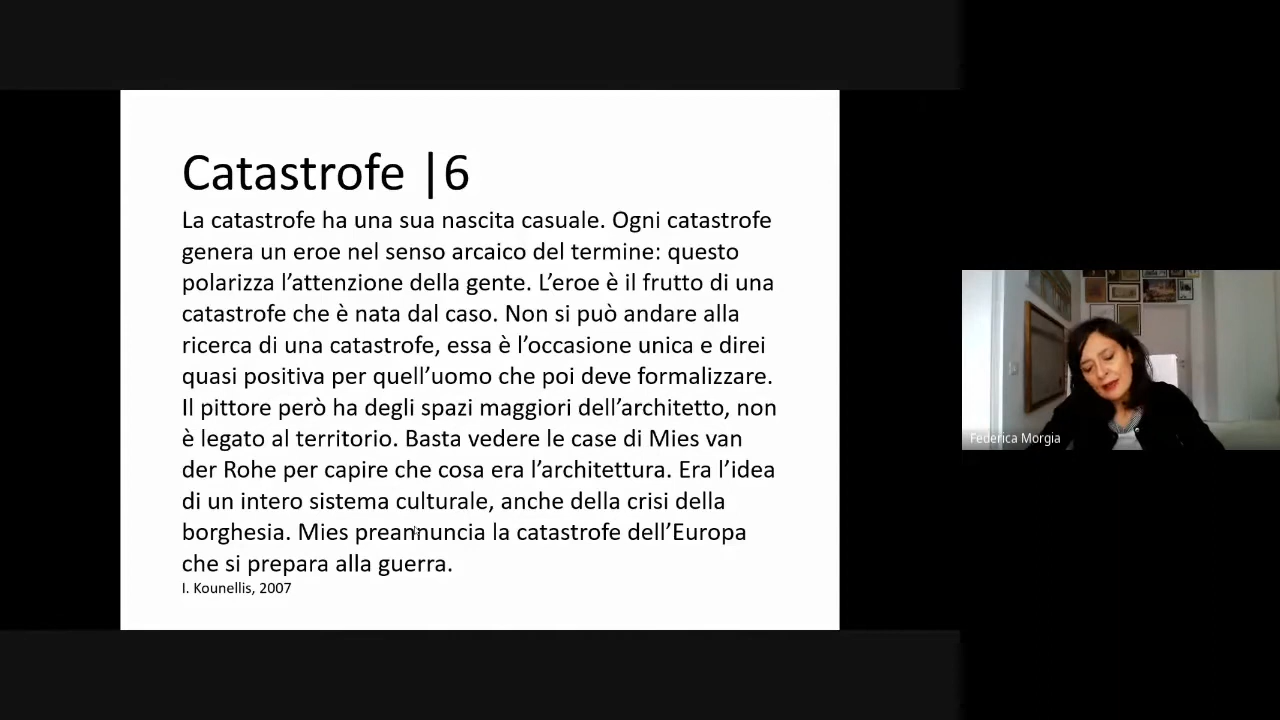 Catastrofe |6
La catastrofe ha una sua nascita casuale. Ogni catastrofe
genera un eroe nel senso arcaico del termine: questo
polarizza l’attenzione della gente. L’eroe è il frutto di una
catastrofe che è nata dal caso. Non si può andare alla
ricerca di una catastrofe, essa è l’occasione unica e direi
quasi positiva per quell’uomo che poi deve formalizzare.
Il pittore però ha degli spazi maggiori dell’architetto, non
è legato al territorio. Basta vedere le case di Mies van
der Rohe per capire che cosa era l’architettura. Era l’idea
di un intero sistema culturale, anche della crisi della
borghesia. Mies preannuncia la catastrofe dell’Europa
che si prepara alla guerra.
I. Kounellis, 2007
Federica Morgia